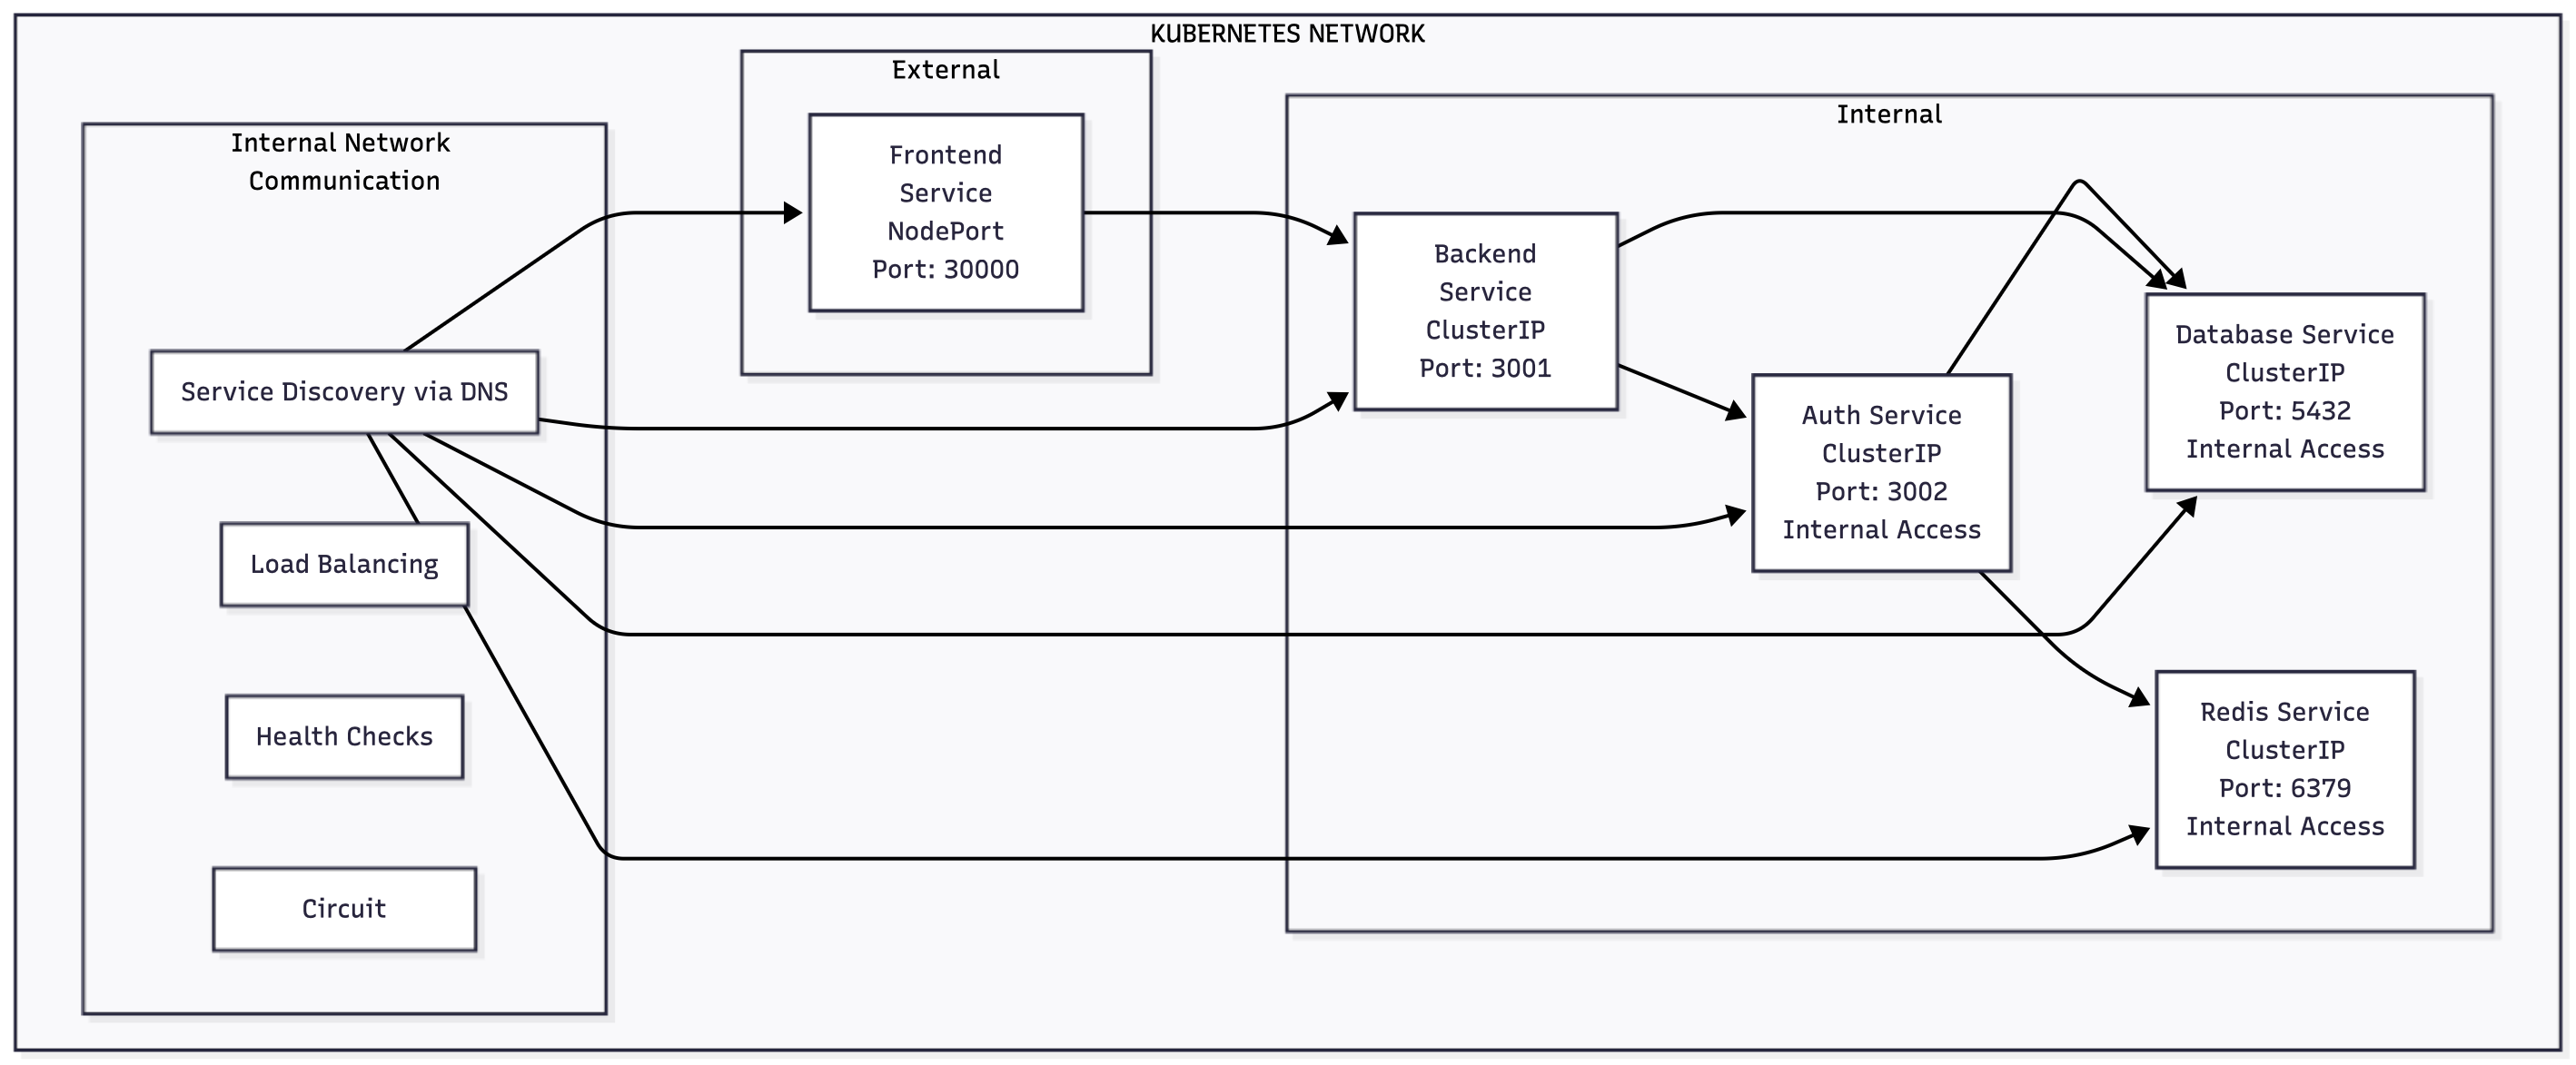 KUBERNETES NETWORK
Internal Network
Communication
Service Discovery via DNS
Load Balancing
Health Checks
Circuit
External
Frontend
Service
NodePort
Port: 30000
Internal
Backend
Service
ClusterIP
Port: 3001
Auth Service
ClusterIP
Port: 3002
Internal Access
Database Service
ClusterIP
Port: 5432
Internal Access
Redis Service
ClusterIP
Port: 6379
Internal Access